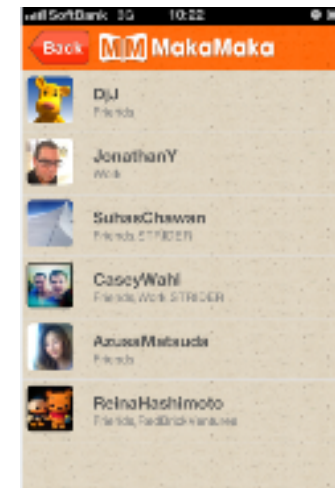 SoftBank 3G 10:22
Back MM MakaMaka
DjJ
Friends
JonathanY
Work
SuhasChawan
Friends, STRIDER
CaseyWahl
Friends, Work, STRIDER
AzusaMatsuda
Friends
ReinaHashimoto
Friends, RedBrickVentures